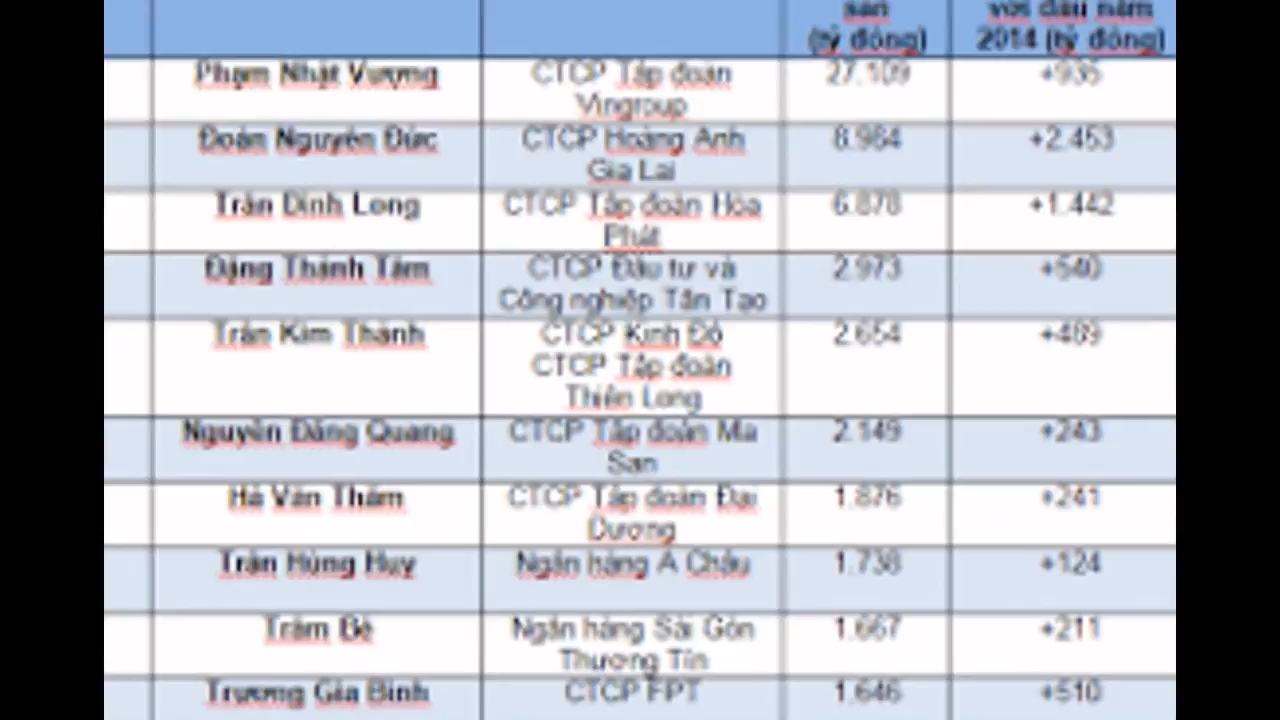 sản
(tỷ đồng)
với đầu năm
2014 (tỷ đồng)
Phạm Nhật Vượng
CTCP Tập đoàn
Vingroup
27.109
+935
Đoàn Nguyên Đức
CTCP Hoàng Anh
Gia Lai
8.984
+2.453
Trần Đình Long
CTCP Tập đoàn Hòa
Phát
6.878
+1.442
Đặng Thành Tâm
CTCP Đầu tư và
Công nghiệp Tân Tạo
2.973
+540
Trần Kim Thành
CTCP Kinh Đô
CTCP Tập đoàn
Thiên Long
2.654
+489
Nguyễn Đăng Quang
CTCP Tập đoàn Ma
San
2.149
+243
Hà Văn Thắm
CTCP Tập đoàn Đại
Dương
1.876
+241
Trần Hùng Huy
Ngân hàng Á Châu
1.738
+124
Trầm Bê
Ngân hàng Sài Gòn
Thương Tín
1.667
+211
Trương Gia Bình
CTCP FPT
1.646
+510